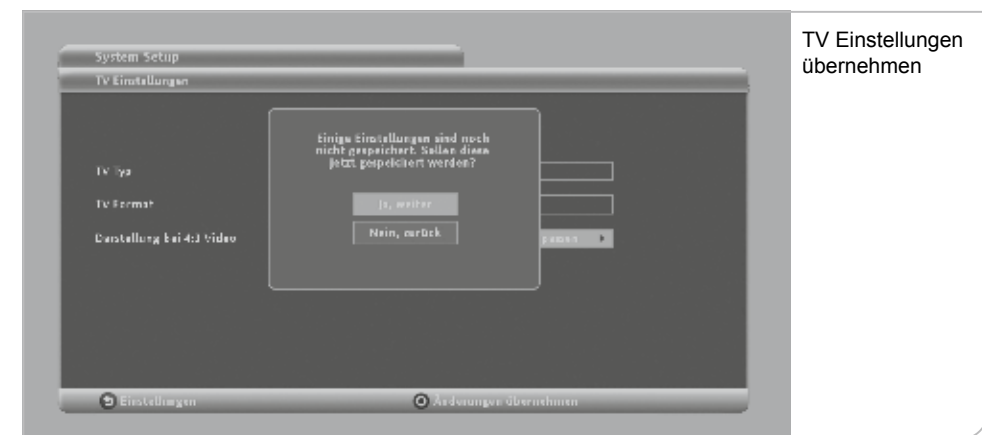 System Setup
TV Einstellungen
Einige Einstellungen sind noch
nicht gespeichert. Sollen diese
jetzt gespeichert werden?
TV Typ
Ja, weiter
TV Format
Nein, zurück
Darstellung bei 4:3 Video
Einstellungen
Änderungen übernehmen
TV Einstellungen
übernehmen